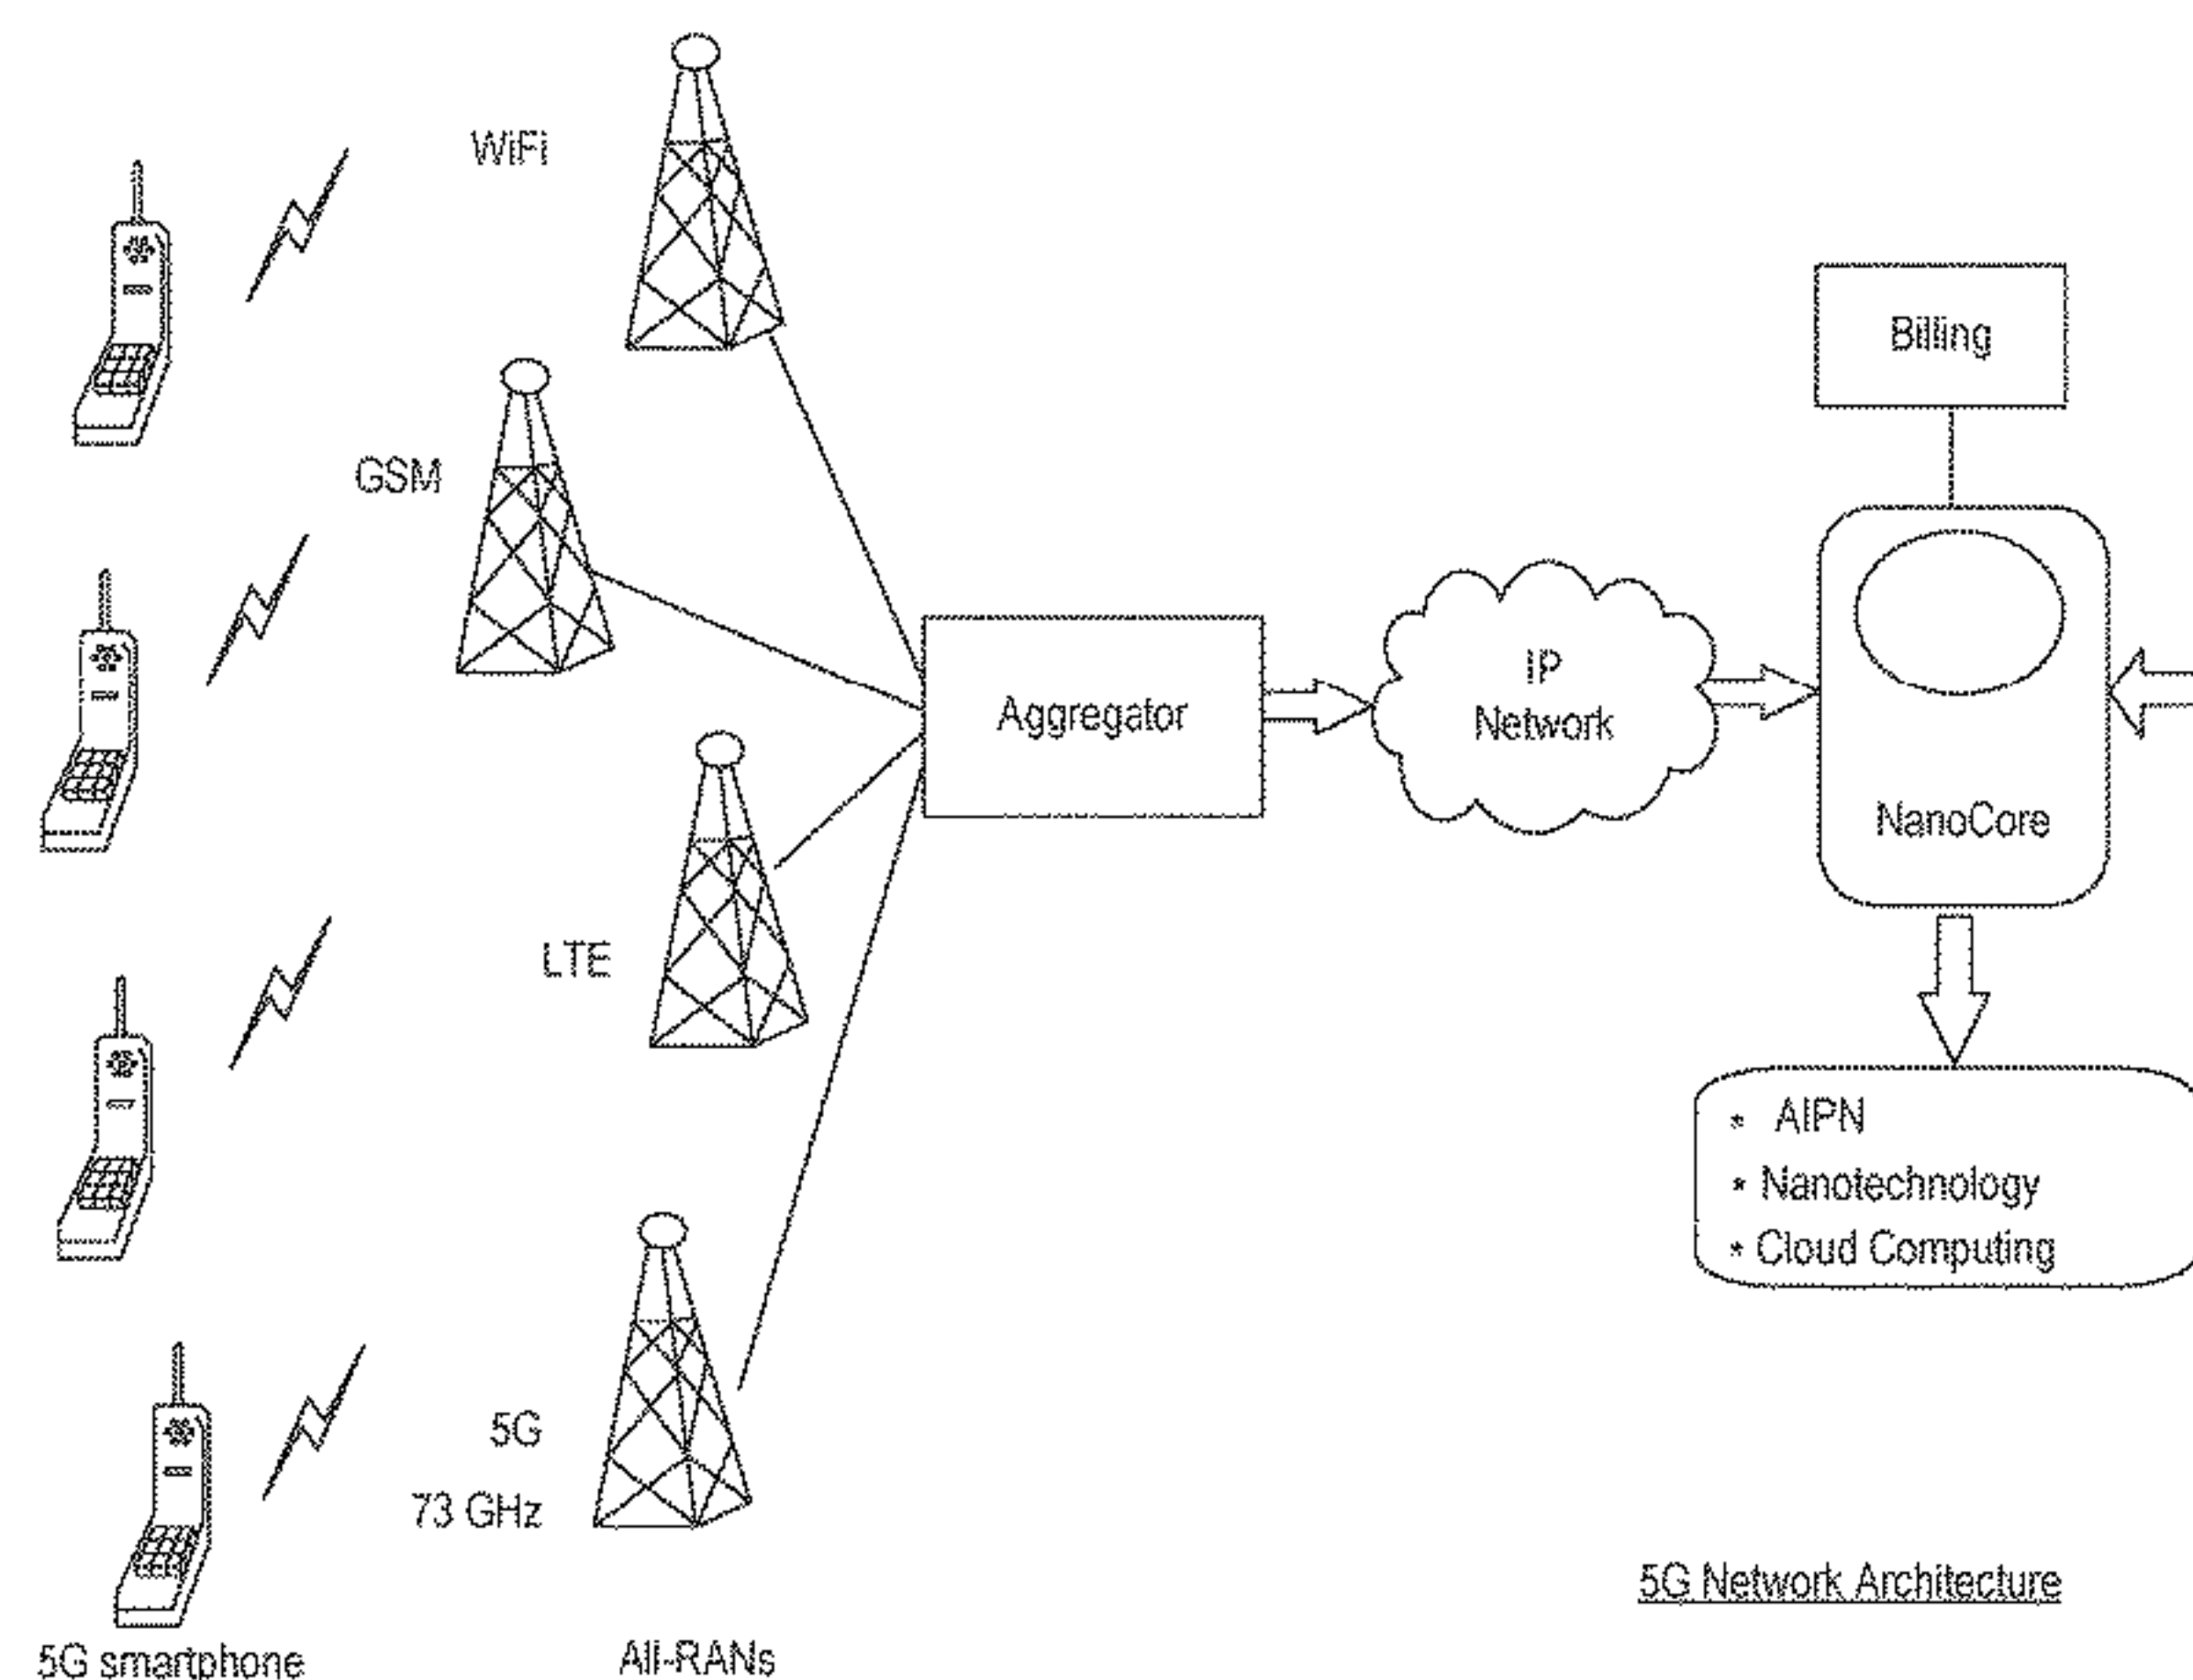 WiFi
GSM
LTE
5G
73 GHz
5G smartphone
All-RANs
Aggregator
IP
Network
Billing
NanoCore
* AIPN
* Nanotechnology
* Cloud Computing
5G Network Architecture